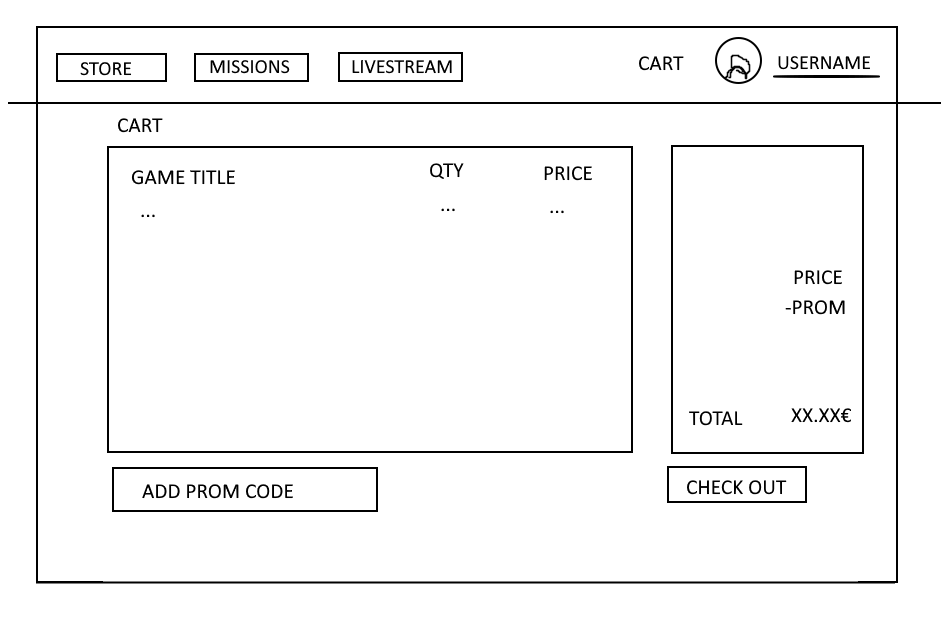 STORE
MISSIONS
LIVESTREAM
CART
USERNAME
CART
GAME TITLE
QTY
PRICE
...
...
...
PRICE
-PROM
TOTAL
XX.XX€
ADD PROM CODE
CHECK OUT